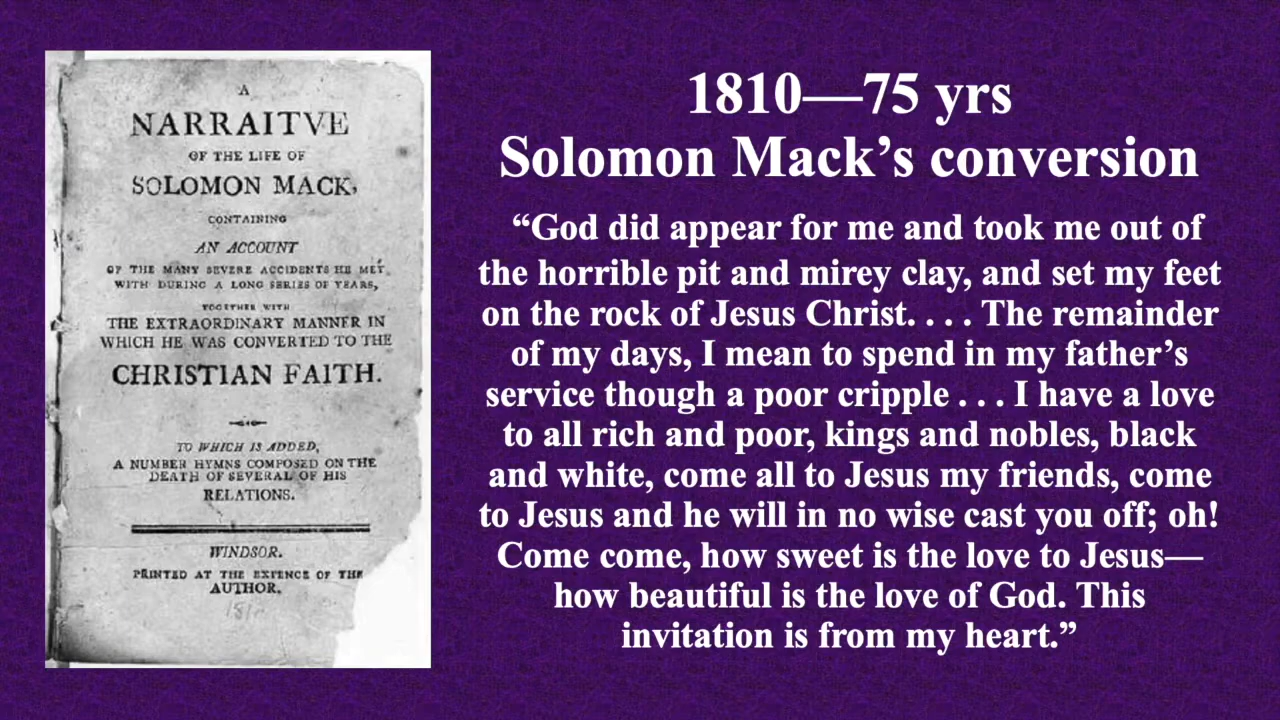 A
NARRAITVE
OF THE LIFE OF
SOLOMON MACK,
CONTAINING
AN ACCOUNT
OF THE MANY SEVERE ACCIDENTS HE MET
WITH DURING A LONG SERIES OF YEARS,
TOGETHER WITH
THE EXTRAORDINARY MANNER IN
WHICH HE WAS CONVERTED TO THE
CHRISTIAN FAITH.
TO WHICH IS ADDED,
A NUMBER HYMNS COMPOSED ON THE
DEATH OF SEVERAL OF HIS
RELATIONS.
WINDSOR.
PRINTED AT THE EXPENCE OF THE
AUTHOR.
1810—75 yrs
Solomon Mack’s conversion
“God did appear for me and took me out of
the horrible pit and mirey clay, and set my feet
on the rock of Jesus Christ. . . . The remainder
of my days, I mean to spend in my father’s
service though a poor cripple . . . I have a love
to all rich and poor, kings and nobles, black
and white, come all to Jesus my friends, come
to Jesus and he will in no wise cast you off; oh!
Come come, how sweet is the love to Jesus—
how beautiful is the love of God. This
invitation is from my heart.”